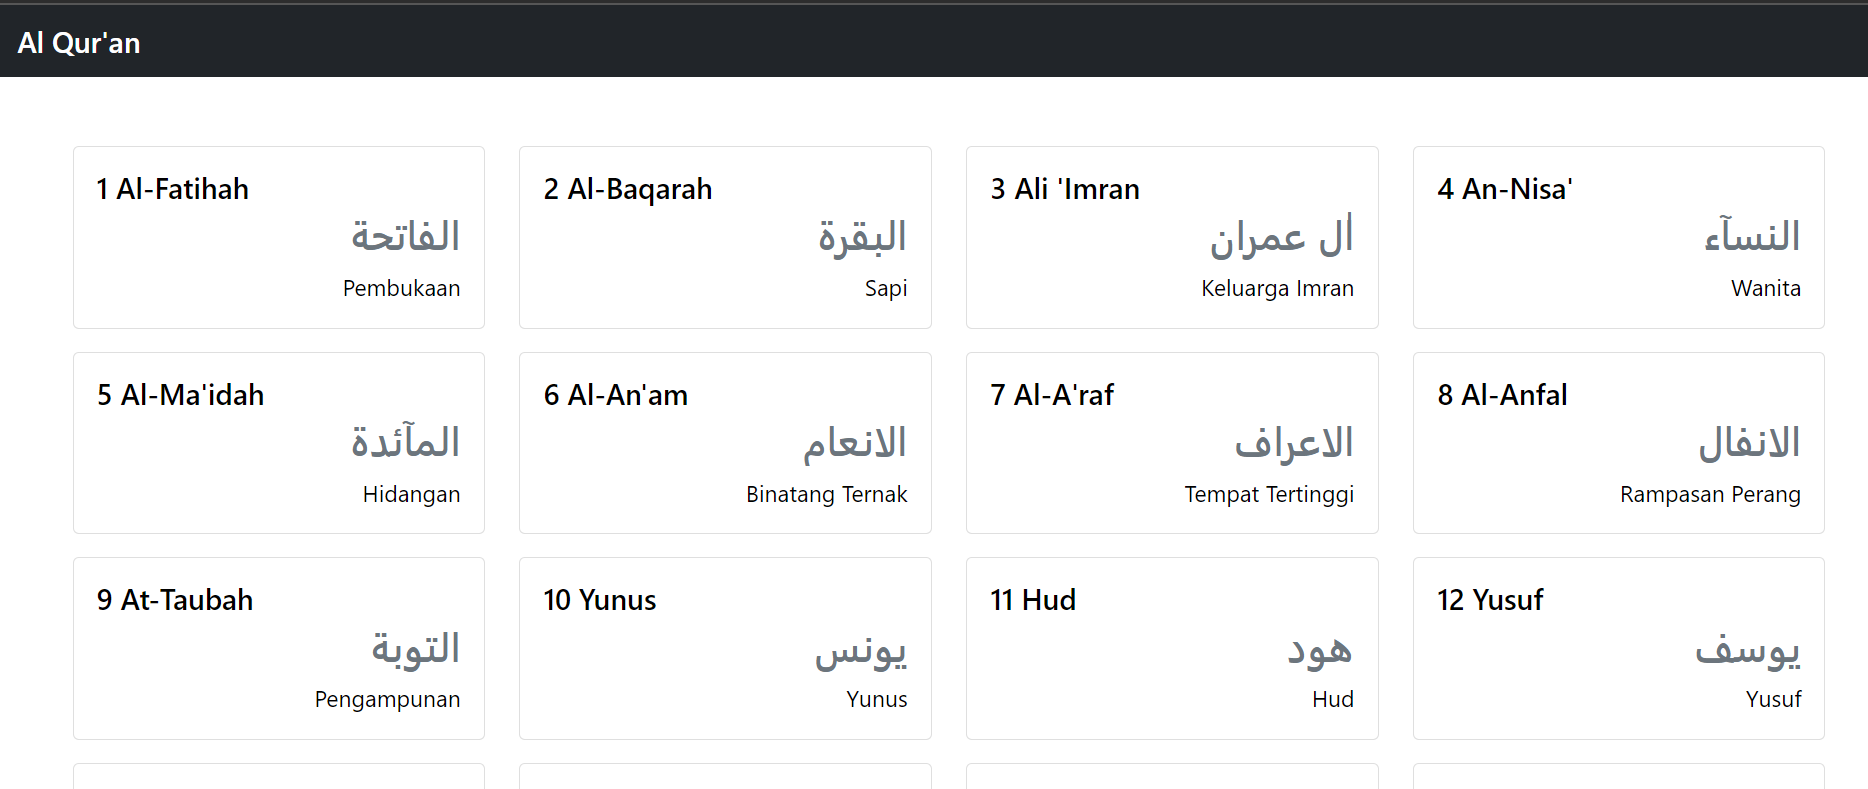 Al Qur'an
1 Al-Fatihah
الفاتحة
Pembukaan
2 Al-Baqarah
البقرة
Sapi
3 Ali 'Imran
اٰل عمران
Keluarga Imran
4 An-Nisa'
النسآء
Wanita
5 Al-Ma'idah
المآئدة
Hidangan
6 Al-An'am
الانعام
Binatang Ternak
7 Al-A'raf
الاعراف
Tempat Tertinggi
8 Al-Anfal
الانفال
Rampasan Perang
9 At-Taubah
التوبة
Pengampunan
10 Yunus
يونس
Yunus
11 Hud
هود
Hud
12 Yusuf
يوسف
Yusuf